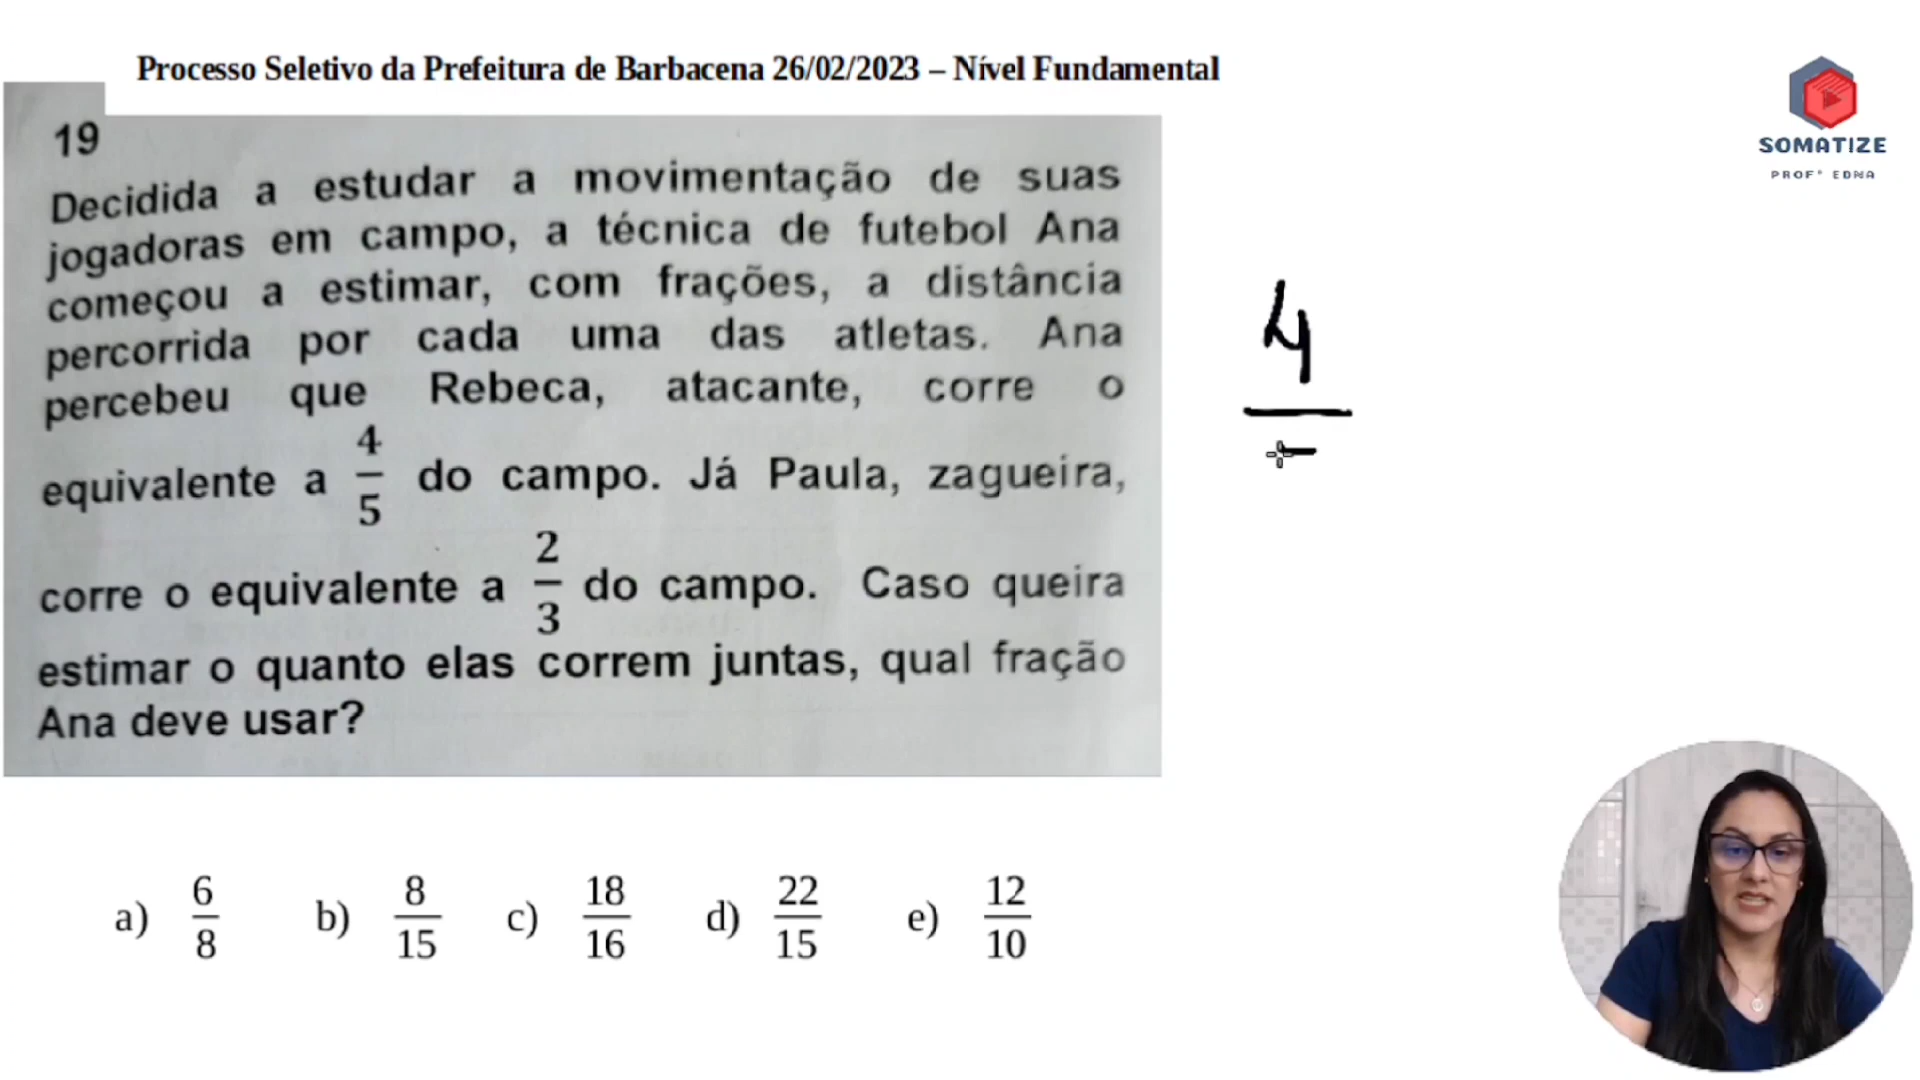 Processo Seletivo da Prefeitura de Barbacena 26/02/2023 – Nível Fundamental
SOMATIZE
PROFª EDNA
19
Decidida a estudar a movimentação de suas
jogadoras em campo, a técnica de futebol Ana
começou a estimar, com frações, a distância
percorrida por cada uma das atletas. Ana
percebeu que Rebeca, atacante, corre o
equivalente a 4/5 do campo. Já Paula, zagueira,
corre o equivalente a 2/3 do campo. Caso queira
estimar o quanto elas correm juntas, qual fração
Ana deve usar?
4
a) 6/8 b) 8/15 c) 18/16 d) 22/15 e) 12/10